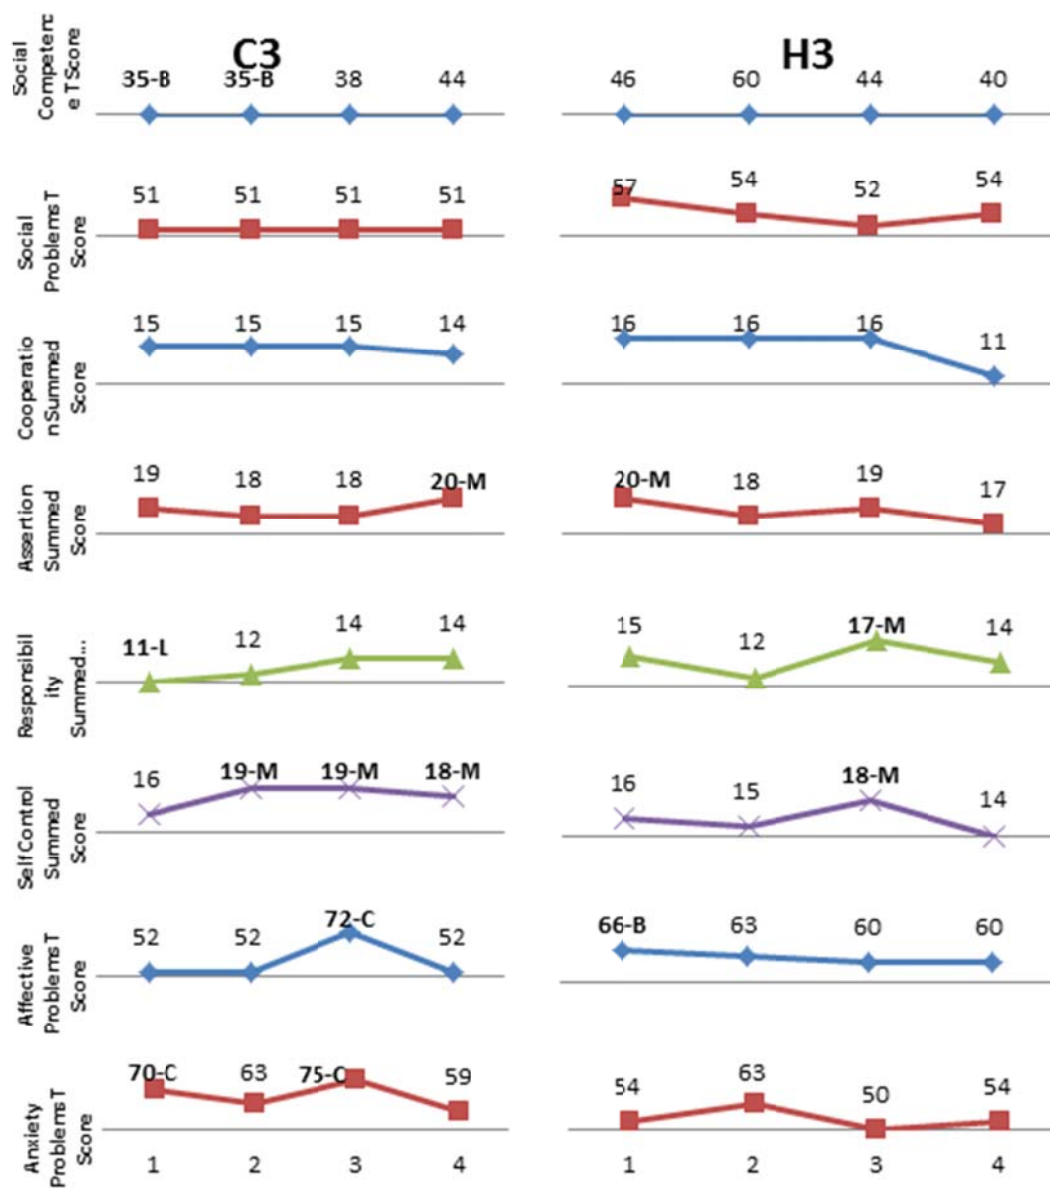 C3 H3
Social
Competenc
e T Score
35-B 35-B 38 44 46 60 44 40
Social
Problems T
Score
51 51 51 51 57 54 52 54
Cooperatio
n Summed
Score
15 15 15 14 16 16 16 11
Assertion
Summed
Score
19 18 18 20-M 20-M 18 19 17
Responsibil
ity
Summed...
11-L 12 14 14 15 12 17-M 14
Self Control
Summed
Score
16 19-M 19-M 18-M 16 15 18-M 14
Affective
Problems T
Score
52 52 72-C 52 66-B 63 60 60
Anxiety
Problems T
Score
70-C 63 75-C 59 54 63 50 54
1 2 3 4 1 2 3 4